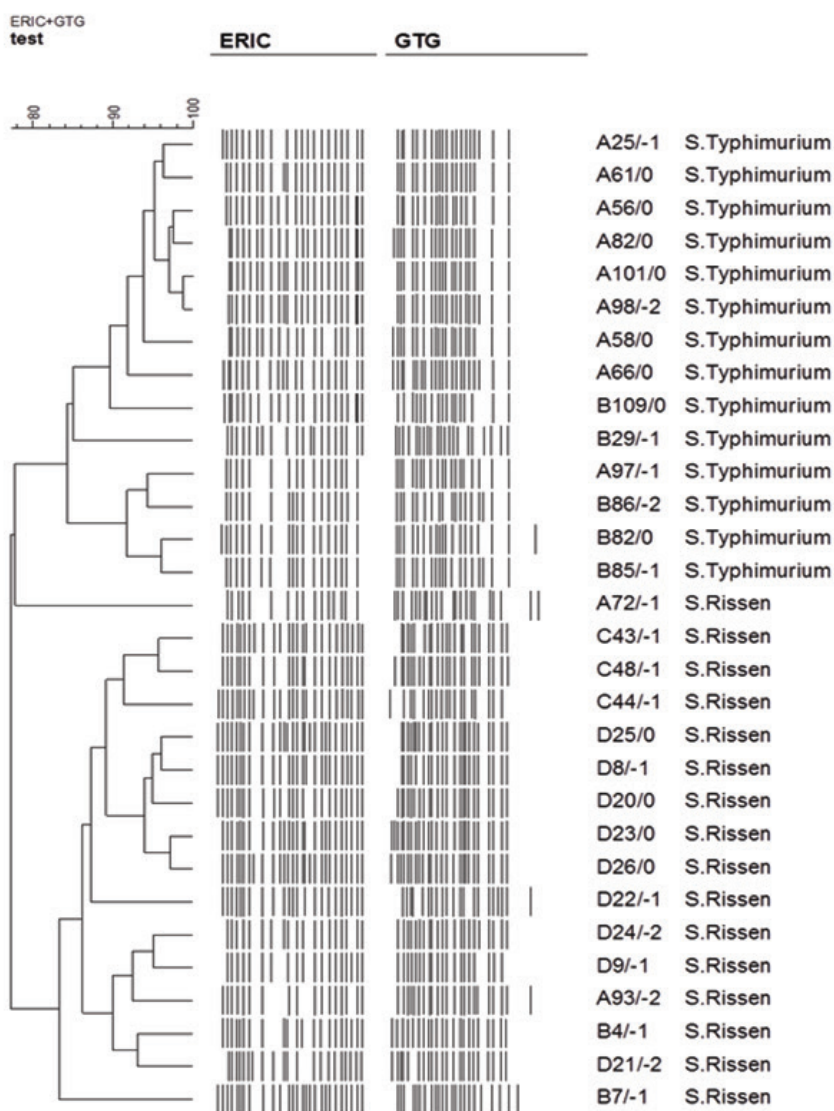 ERIC+GTG
test
ERIC GTG
80 90 100
A25/-1 S.Typhimurium
A61/0 S.Typhimurium
A56/0 S.Typhimurium
A82/0 S.Typhimurium
A101/0 S.Typhimurium
A98/-2 S.Typhimurium
A58/0 S.Typhimurium
A66/0 S.Typhimurium
B109/0 S.Typhimurium
B29/-1 S.Typhimurium
A97/-1 S.Typhimurium
B86/-2 S.Typhimurium
B82/0 S.Typhimurium
B85/-1 S.Typhimurium
A72/-1 S.Rissen
C43/-1 S.Rissen
C48/-1 S.Rissen
C44/-1 S.Rissen
D25/0 S.Rissen
D8/-1 S.Rissen
D20/0 S.Rissen
D23/0 S.Rissen
D26/0 S.Rissen
D22/-1 S.Rissen
D24/-2 S.Rissen
D9/-1 S.Rissen
A93/-2 S.Rissen
B4/-1 S.Rissen
D21/-2 S.Rissen
B7/-1 S.Rissen